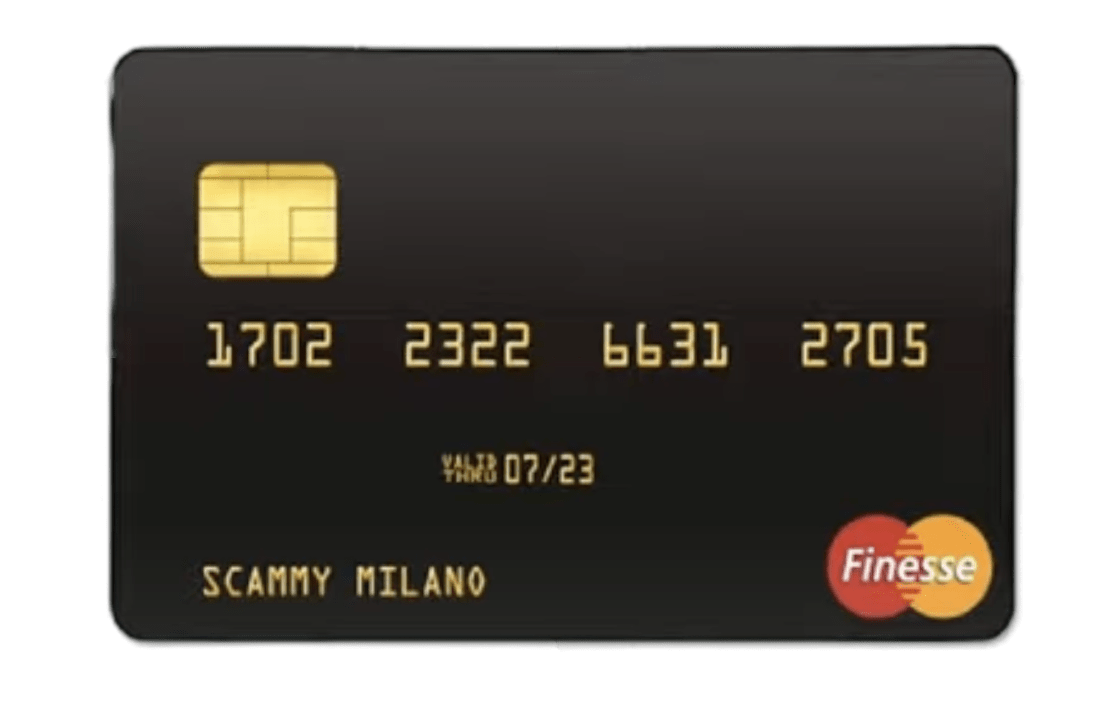 1702 2322 6631 2705
VALID
THRU 07/23
SCAMMY MILANO
Finesse